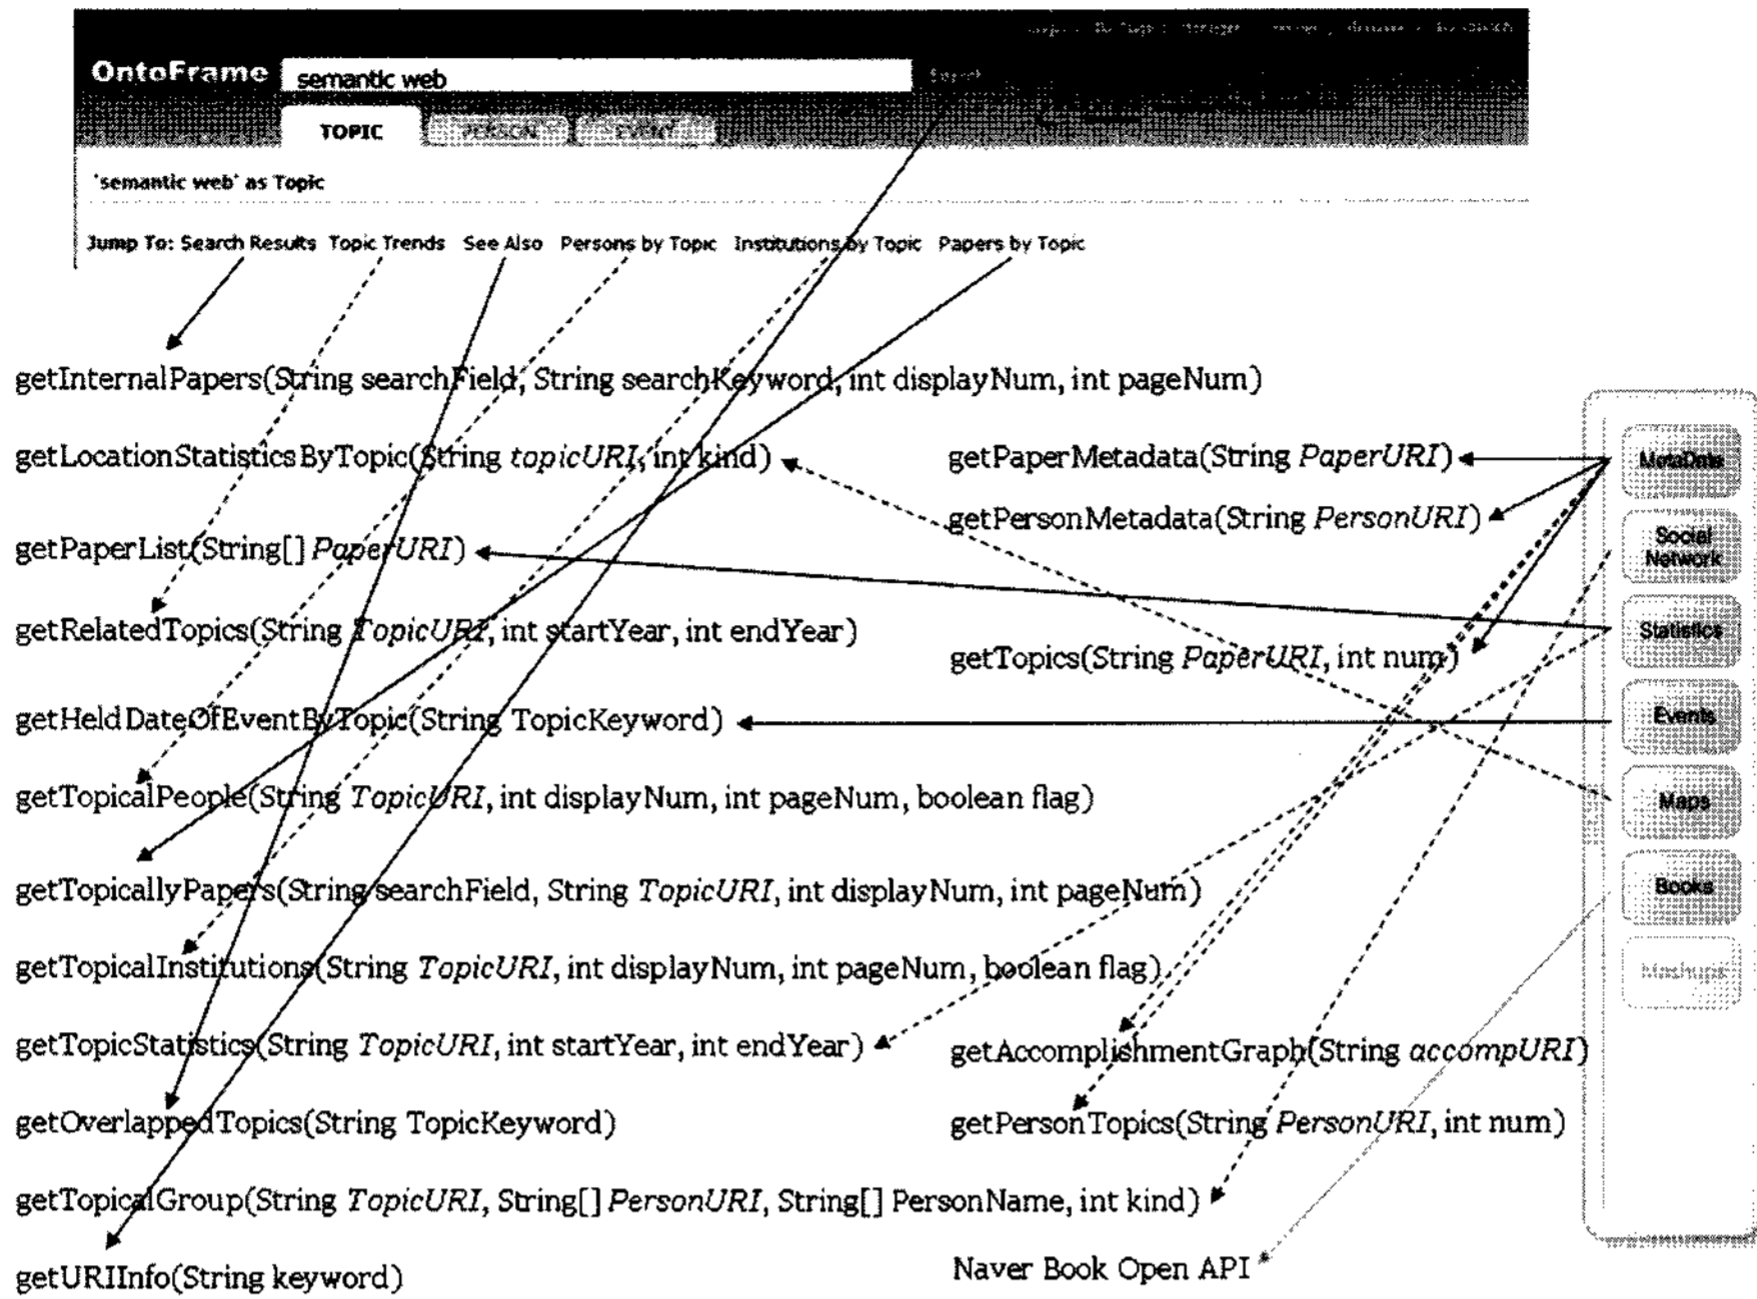 OntoFrame semantic web Search
TOPIC PERSON EVENT
'semantic web' as Topic
Jump To: Search Results Topic Trends See Also Persons by Topic Institutions by Topic Papers by Topic
getInternalPapers(String searchField, String searchKeyword, int displayNum, int pageNum)
getLocationStatisticsByTopic(String topicURI, int kind)
getPaperList(String[] PaperURI)
getRelatedTopics(String TopicURI, int startYear, int endYear)
getHeldDateOfEventByTopic(String TopicKeyword)
getTopicalPeople(String TopicURI, int displayNum, int pageNum, boolean flag)
getTopicallyPapers(String searchField, String TopicURI, int displayNum, int pageNum)
getTopicalInstitutions(String TopicURI, int displayNum, int pageNum, boolean flag)
getTopicStatistics(String TopicURI, int startYear, int endYear)
getOverlappedTopics(String TopicKeyword)
getTopicalGroup(String TopicURI, String[] PersonURI, String[] PersonName, int kind)
getURIInfo(String keyword)
getPaperMetadata(String PaperURI)
getPersonMetadata(String PersonURI)
getTopics(String PaperURI, int num)
getAccomplishmentGraph(String accompURI)
getPersonTopics(String PersonURI, int num)
Naver Book Open API
MetaData
Social
Network
Statistics
Events
Maps
Books
Mashups